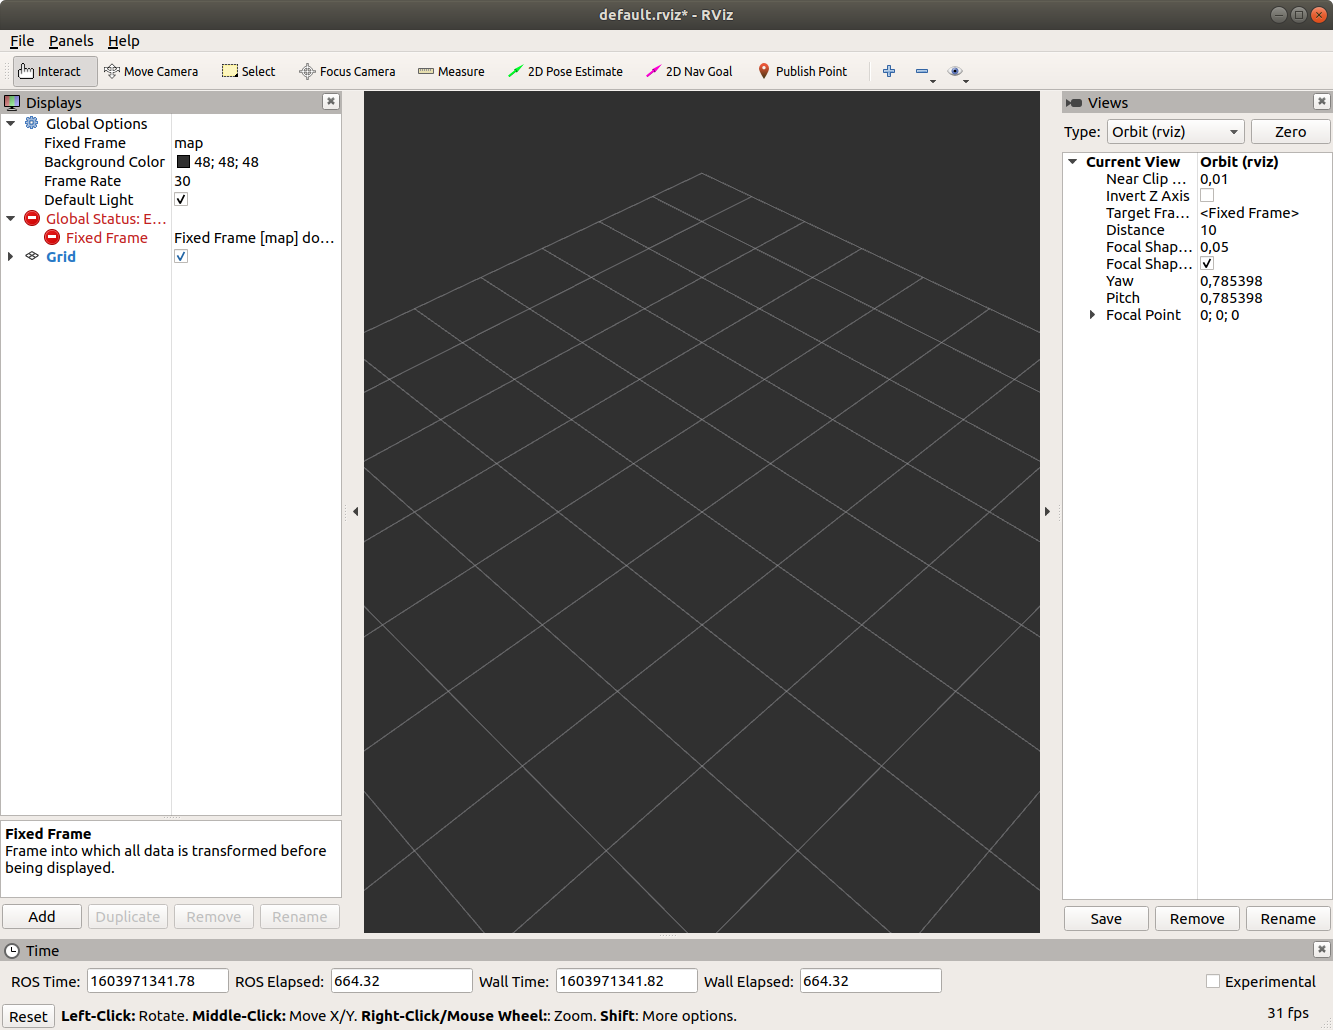 default.rviz* - RViz
File Panels Help
Interact Move Camera Select Focus Camera Measure 2D Pose Estimate 2D Nav Goal Publish Point
Displays
Global Options
Fixed Frame map
Background Color 48; 48; 48
Frame Rate 30
Default Light
Global Status: E...
Fixed Frame Fixed Frame [map] do...
Grid
Fixed Frame
Frame into which all data is transformed before
being displayed.
Add Duplicate Remove Rename
Views
Type: Orbit (rviz) Zero
Current View Orbit (rviz)
Near Clip ... 0,01
Invert Z Axis
Target Fra... <Fixed Frame>
Distance 10
Focal Shap... 0,05
Focal Shap...
Yaw 0,785398
Pitch 0,785398
Focal Point 0; 0; 0
Save Remove Rename
Time
ROS Time: 1603971341.78 ROS Elapsed: 664.32 Wall Time: 1603971341.82 Wall Elapsed: 664.32 Experimental
Reset Left-Click: Rotate. Middle-Click: Move X/Y. Right-Click/Mouse Wheel:: Zoom. Shift: More options. 31 fps